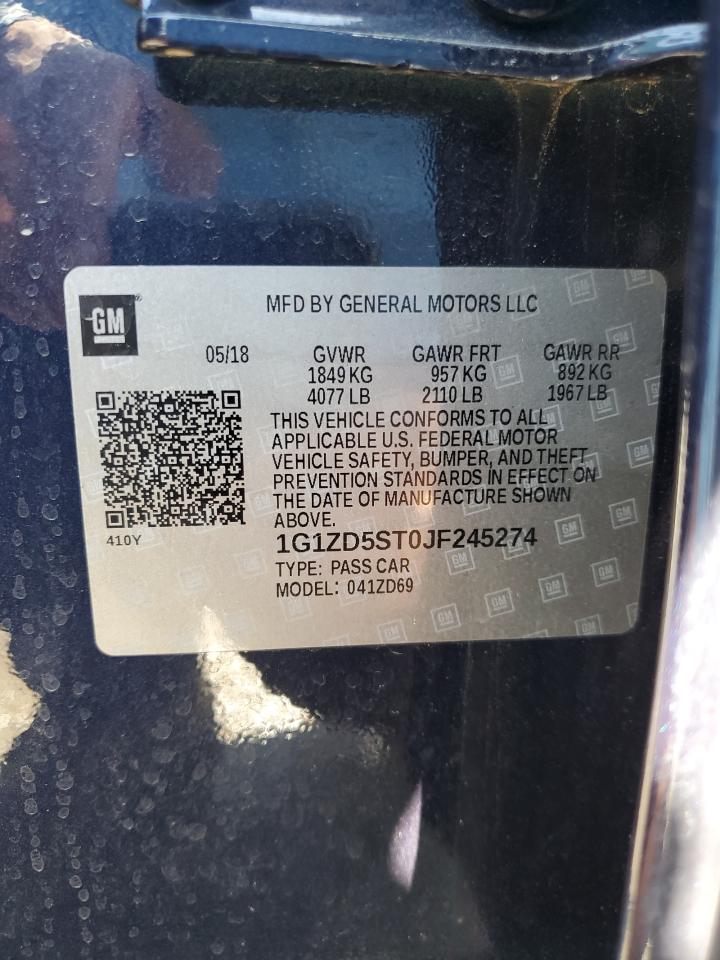 GM
MFD BY GENERAL MOTORS LLC
05/18 GVWR GAWR FRT GAWR RR
1849 KG 957 KG 892 KG
4077 LB 2110 LB 1967 LB
THIS VEHICLE CONFORMS TO ALL
APPLICABLE U.S. FEDERAL MOTOR
VEHICLE SAFETY, BUMPER, AND THEFT
PREVENTION STANDARDS IN EFFECT ON
THE DATE OF MANUFACTURE SHOWN
ABOVE.
410Y
1G1ZD5ST0JF245274
TYPE: PASS CAR
MODEL: 041ZD69